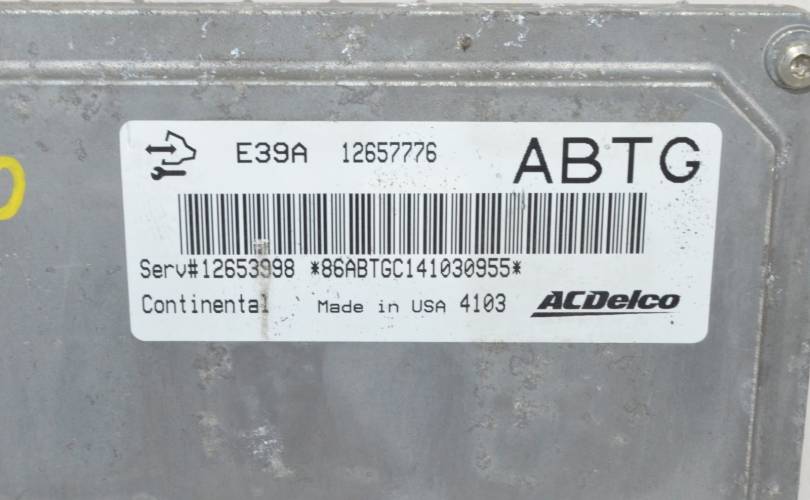 E39A 12657776 ABTG
Serv#12653998 *86ABTGC141030955*
Continental Made in USA 4103 ACDelco